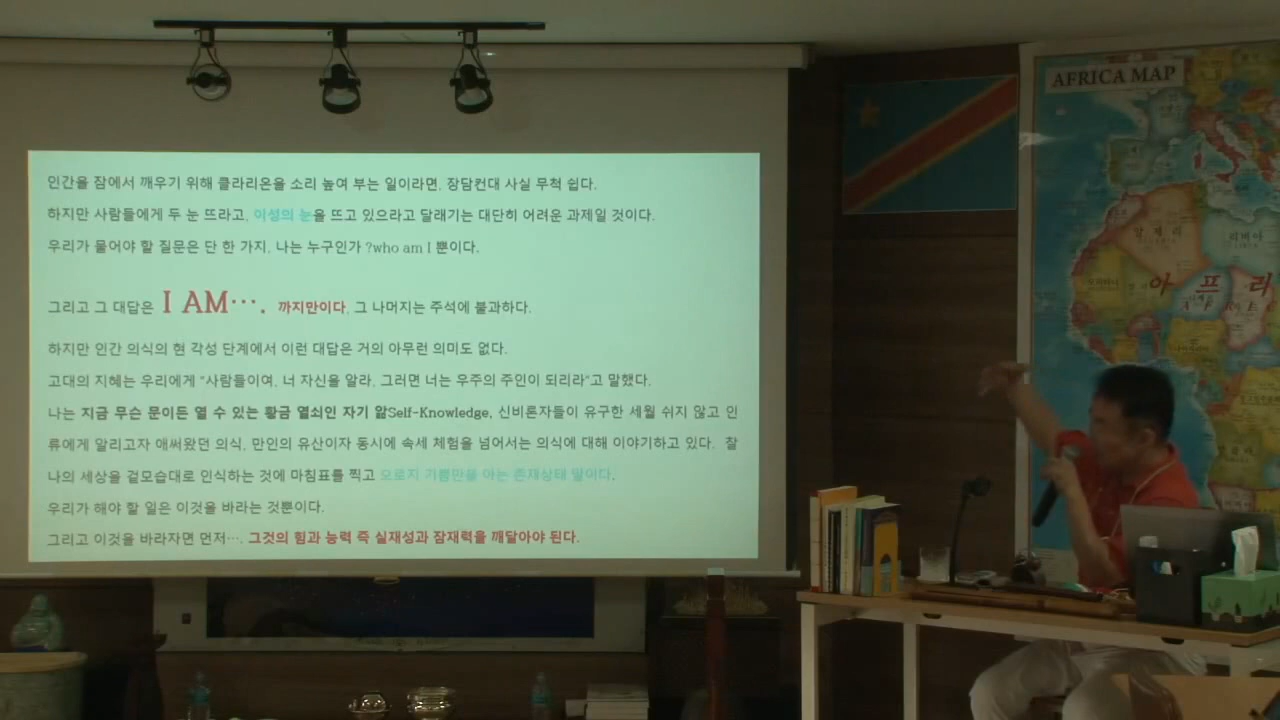 인간을 잠에서 깨우기 위해 클라리온을 소리 높여 부는 일이라면, 장담컨대 사실 무척 쉽다.
하지만 사람들에게 두 눈 뜨라고, 이성의 눈을 뜨고 있으라고 달래기는 대단히 어려운 과제일 것이다.
우리가 물어야 할 질문은 단 한 가지, 나는 누구인가 ?who am I 뿐이다.
그리고 그 대답은 I AM…. 까지만이다, 그 나머지는 주석에 불과하다.
하지만 인간 의식의 현 각성 단계에서 이런 대답은 거의 아무런 의미도 없다.
고대의 지혜는 우리에게 "사람들이여, 너 자신을 알라, 그러면 너는 우주의 주인이 되리라"고 말했다.
나는 지금 무슨 문이든 열 수 있는 황금 열쇠인 자기 앎Self-Knowledge, 신비론자들이 유구한 세월 쉬지 않고 인
류에게 알리고자 애써왔던 의식, 만인의 유산이자 동시에 속세 체험을 넘어서는 의식에 대해 이야기하고 있다. 잘
나의 세상을 겉모습대로 인식하는 것에 마침표를 찍고 오로지 기쁨만을 아는 존재상태 말이다.
우리가 해야 할 일은 이것을 바라는 것뿐이다.
그리고 이것을 바라자면 먼저…, 그것의 힘과 능력 즉 실재성과 잠재력을 깨달아야 된다.
AFRICA MAP
알제리
리비아
아프리